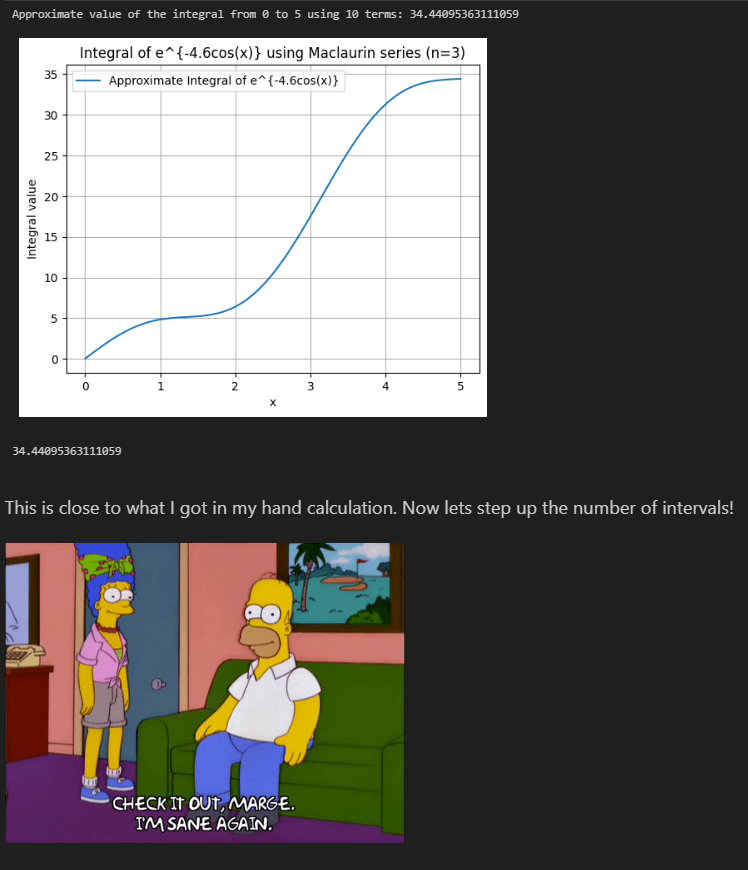 Approximate value of the integral from 0 to 5 using 10 terms: 34.44095363111059
Integral of e^{-4.6cos(x)} using Maclaurin series (n=3)
Approximate Integral of e^{-4.6cos(x)}
35
30
25
20
15
10
5
0
Integral value
0 1 2 3 4 5
x
34.44095363111059
This is close to what I got in my hand calculation. Now lets step up the number of intervals!
CHECK IT OUT, MARGE.
I'M SANE AGAIN.